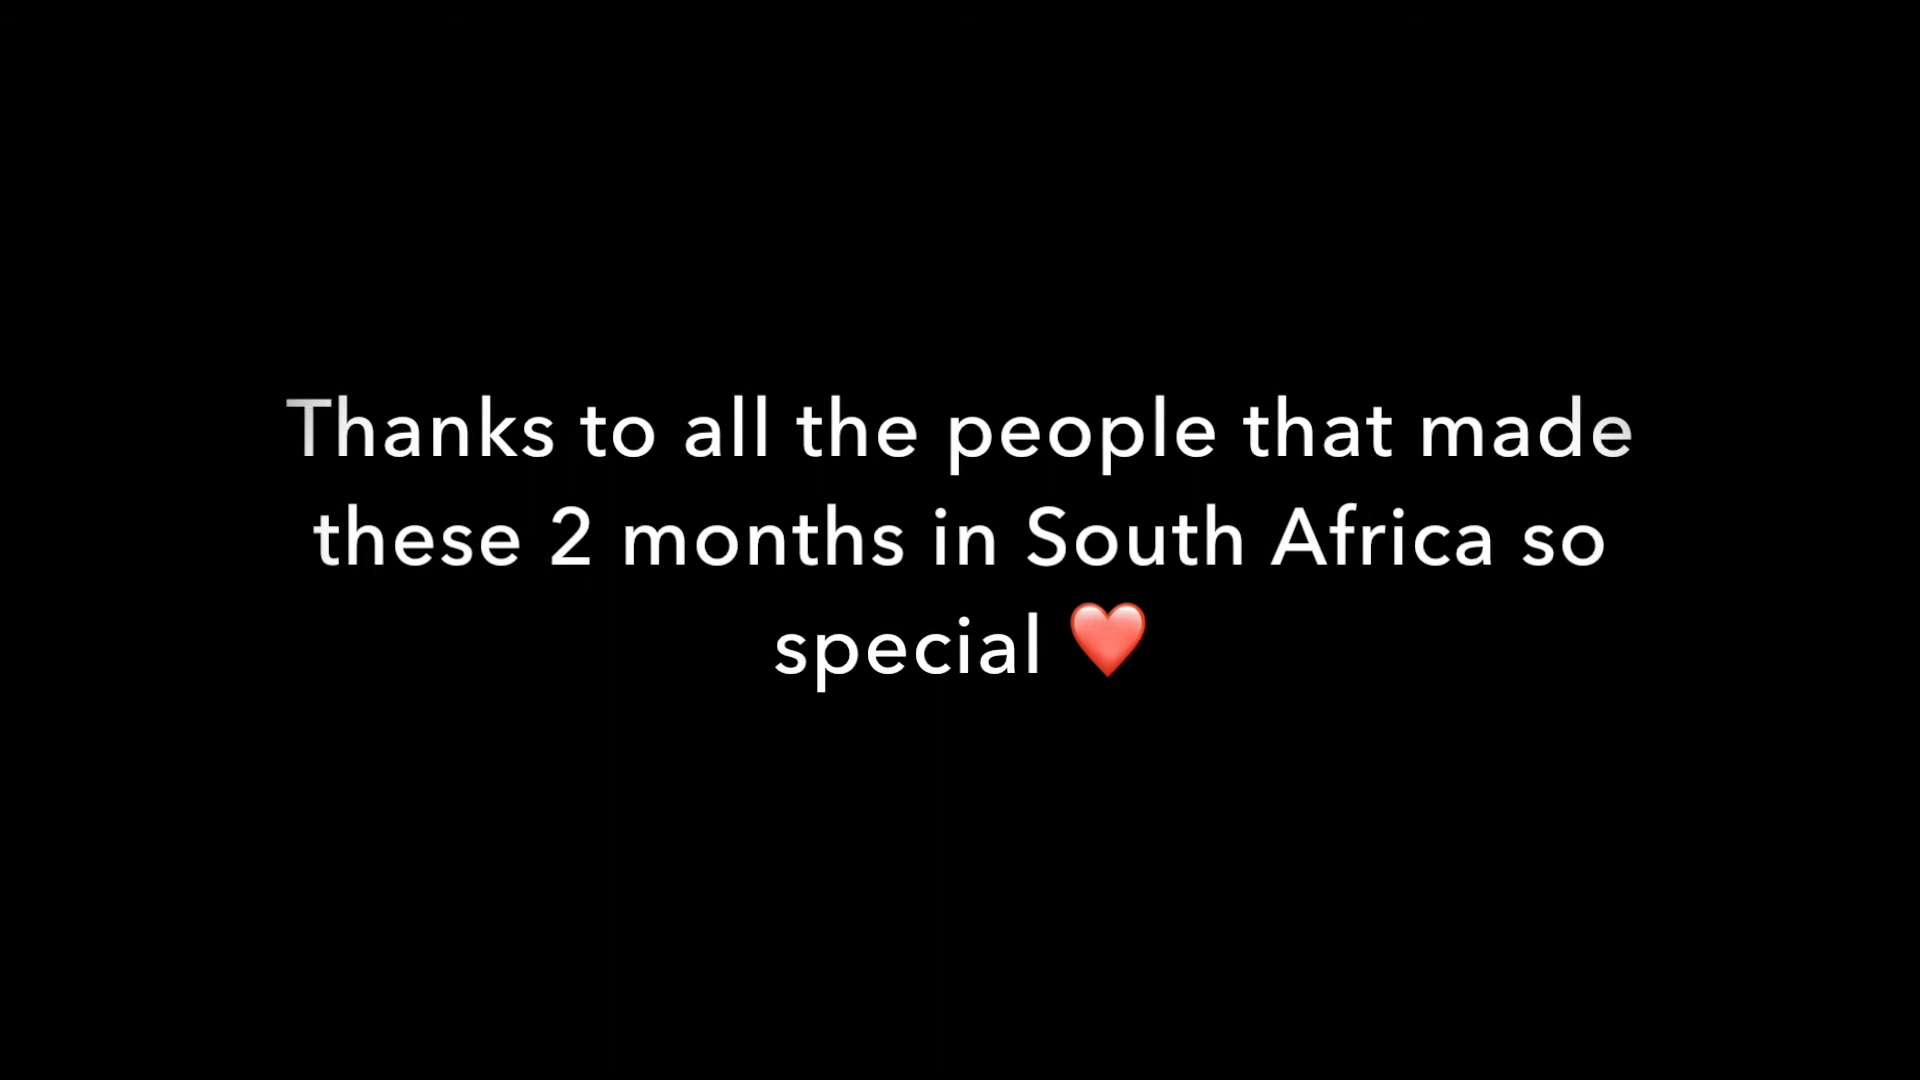 Thanks to all the people that made
these 2 months in South Africa so
special ❤️